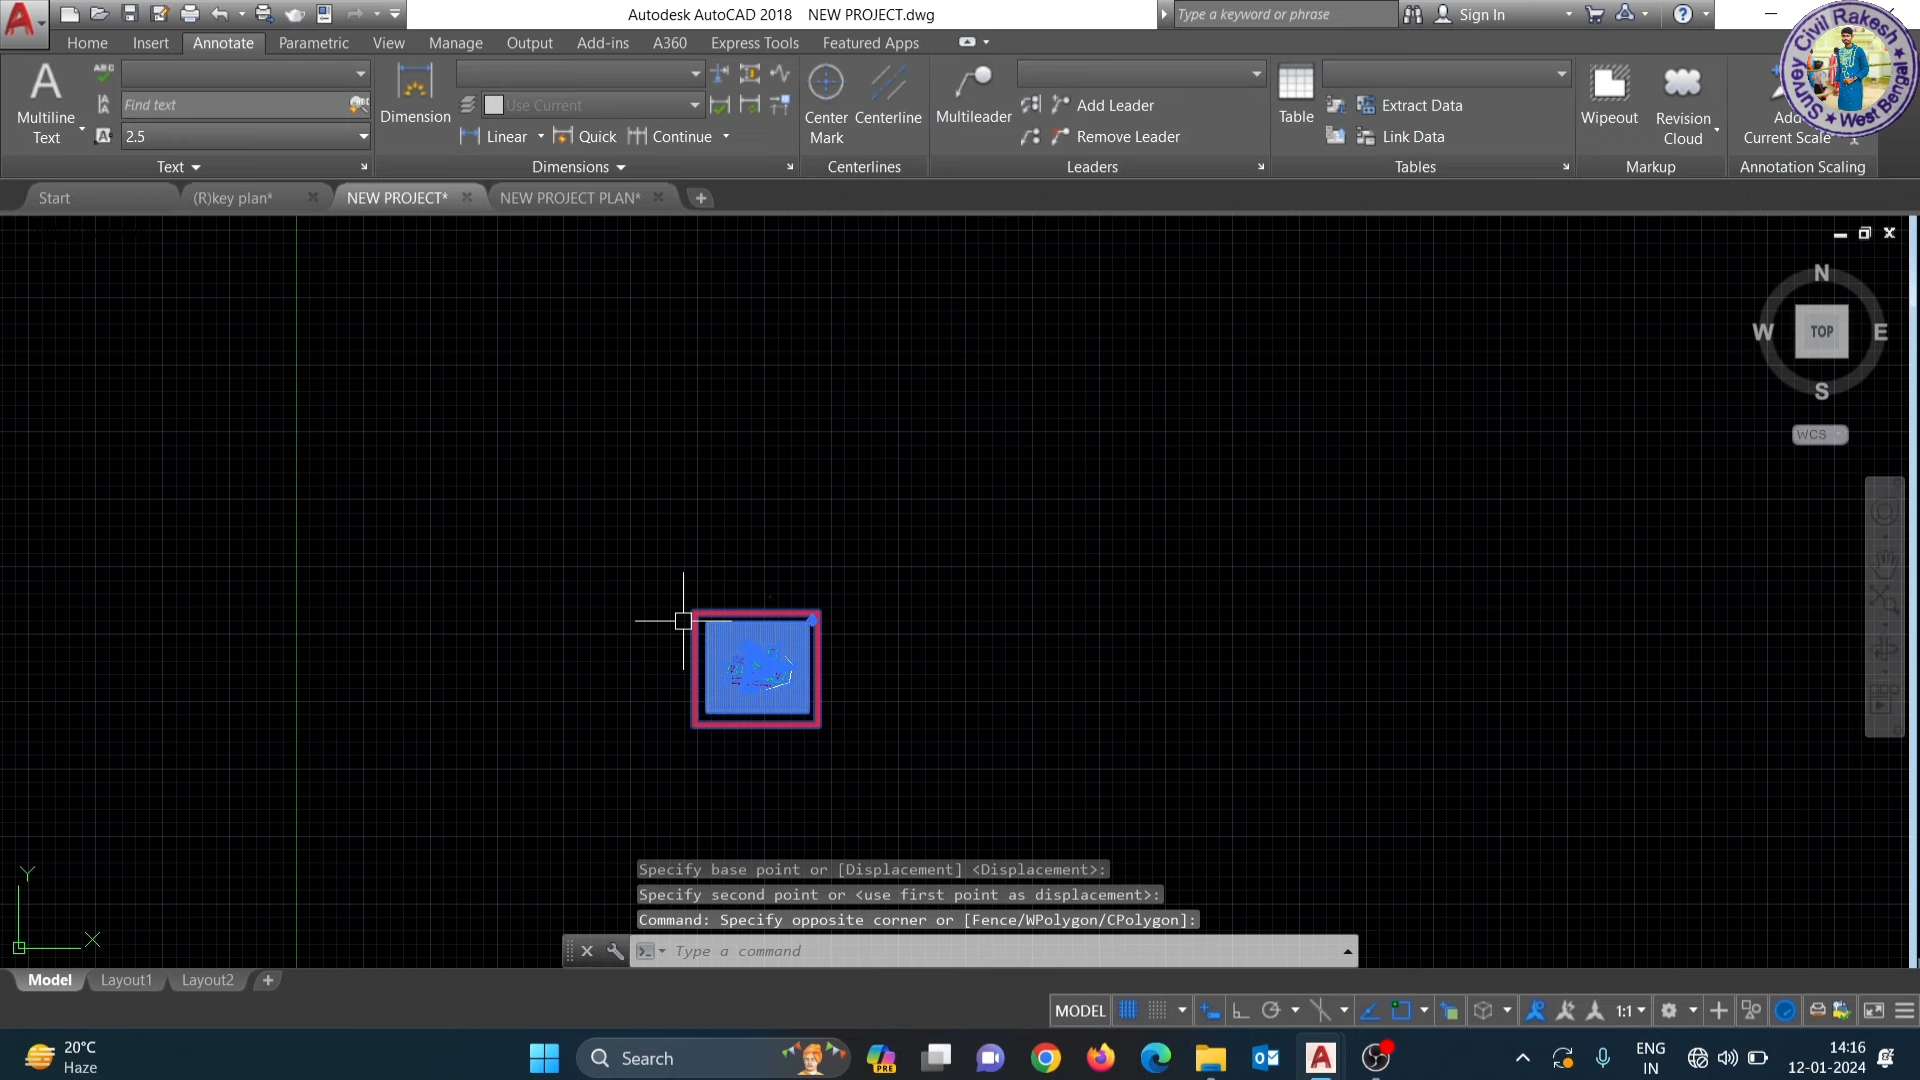 Autodesk AutoCAD 2018 NEW PROJECT.dwg
Type a keyword or phrase
Sign In
Home Insert Annotate Parametric View Manage Output Add-ins A360 Express Tools Featured Apps
Multiline
Text
Find text
2.5
Text
Dimension
Use Current
Linear Quick Continue
Dimensions
Center
Mark
Centerline
Centerlines
Multileader
Add Leader
Remove Leader
Leaders
Table
Extract Data
Link Data
Tables
Wipeout
Revision
Cloud
Markup
Add
Current Scale
Annotation Scaling
Survey Civil Rakesh
West Bengal
Start (R)key plan* NEW PROJECT* NEW PROJECT PLAN*
N
W TOP E
S
WCS
Y
X
Specify base point or [Displacement] <Displacement>:
Specify second point or <use first point as displacement>:
Command: Specify opposite corner or [Fence/WPolygon/CPolygon]:
Type a command
Model Layout1 Layout2
MODEL 1:1
20°C
Haze
Search
PRE
ENG
IN
14:16
12-01-2024